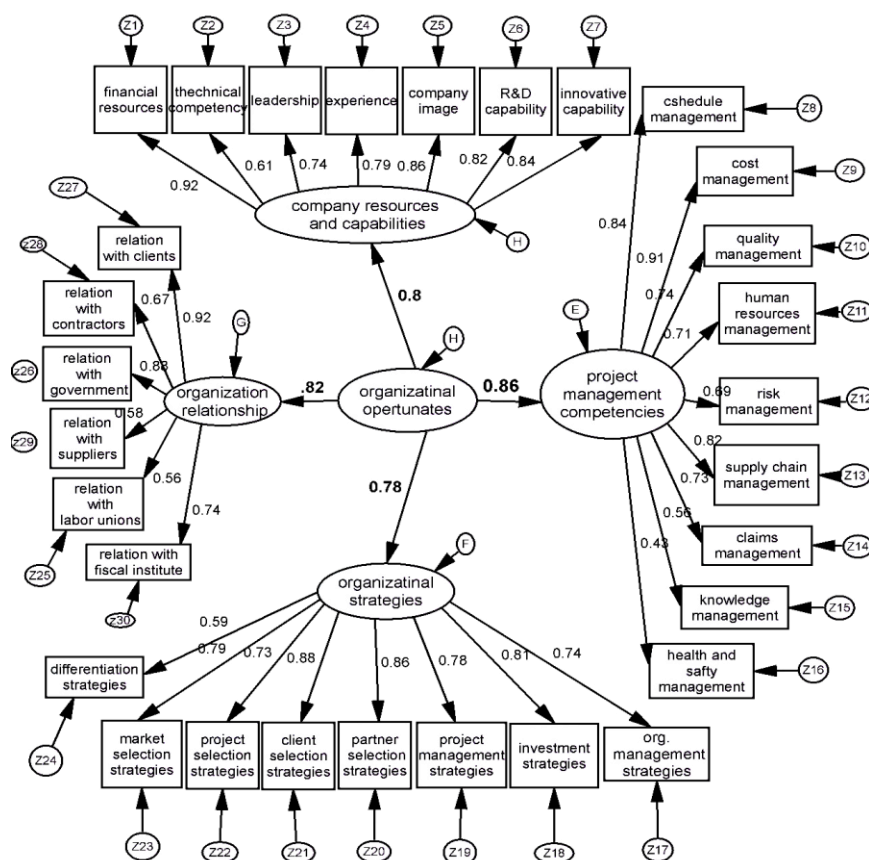 Z1
Z2
Z3
Z4
Z5
Z6
Z7
financial
resources
thechnical
competency
leadership
experience
company
image
R&D
capability
innovative
capability
cshedule
management
Z8
0.92
0.61
0.74
0.79
0.86
0.82
0.84
cost
management
Z9
Z27
company resources
and capabilities
H
0.84
relation
with clients
z28
quality
management
Z10
0.91
relation
with
contractors
0.67
0.92
0.8
0.74
human
resources
management
Z11
G
H
E
0.71
z26
relation
with
government
0.83
organization
relationship
.82
organizatinal
opertunates
0.86
project
management
competencies
0.69
risk
management
Z12
z29
relation
with
suppliers
0.58
0.82
supply chain
management
Z13
0.78
0.73
0.56
relation
with
labor unions
0.74
0.56
claims
management
Z14
F
0.43
Z25
relation with
fiscal institute
z30
organizatinal
strategies
knowledge
management
Z15
0.59
0.79
0.73
0.88
0.86
0.78
0.81
0.74
health and
safty
management
Z16
differentiation
strategies
Z24
market
selection
strategies
project
selection
strategies
client
selection
strategies
partner
selection
strategies
project
management
strategies
investment
strategies
org.
management
strategies
Z23
Z22
Z21
Z20
Z19
Z18
Z17